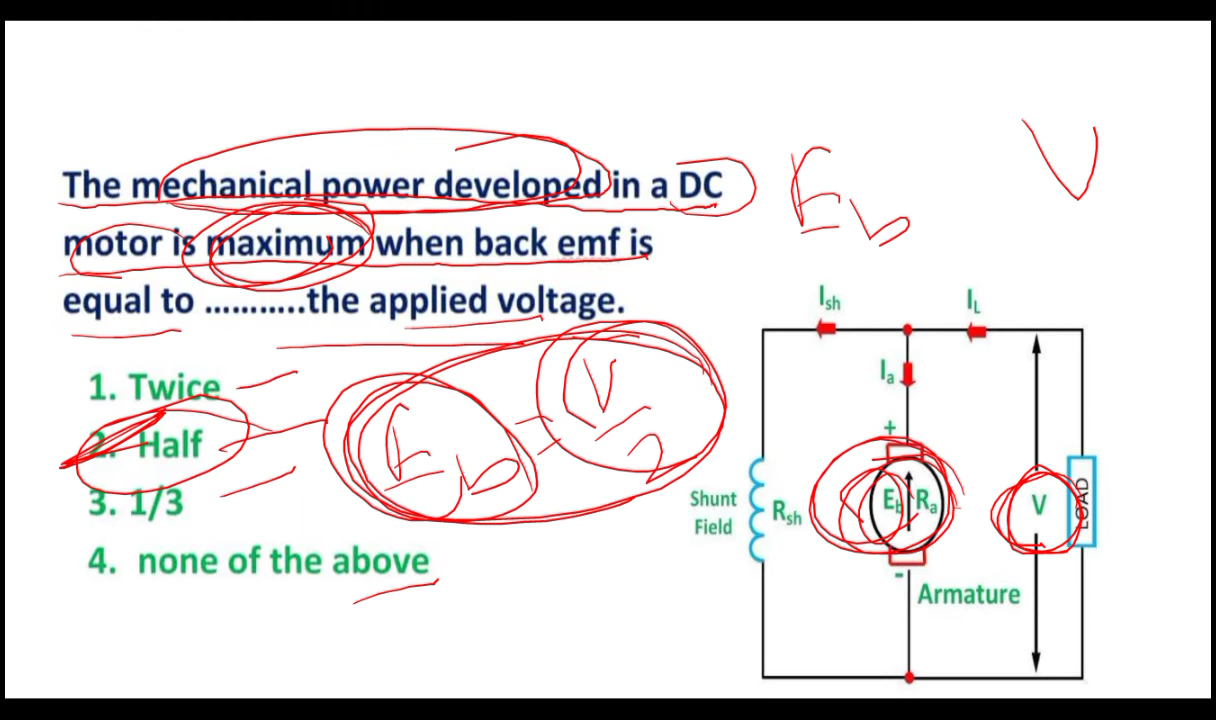 The mechanical power developed in a DC
motor is maximum when back emf is
equal to ...........the applied voltage.
Eb
V
1. Twice
2. Half
3. 1/3
4. none of the above
Eb = V/2
Ish
IL
Ia
+
Shunt
Field
Rsh
Eb
Ra
V
LOAD
-
Armature